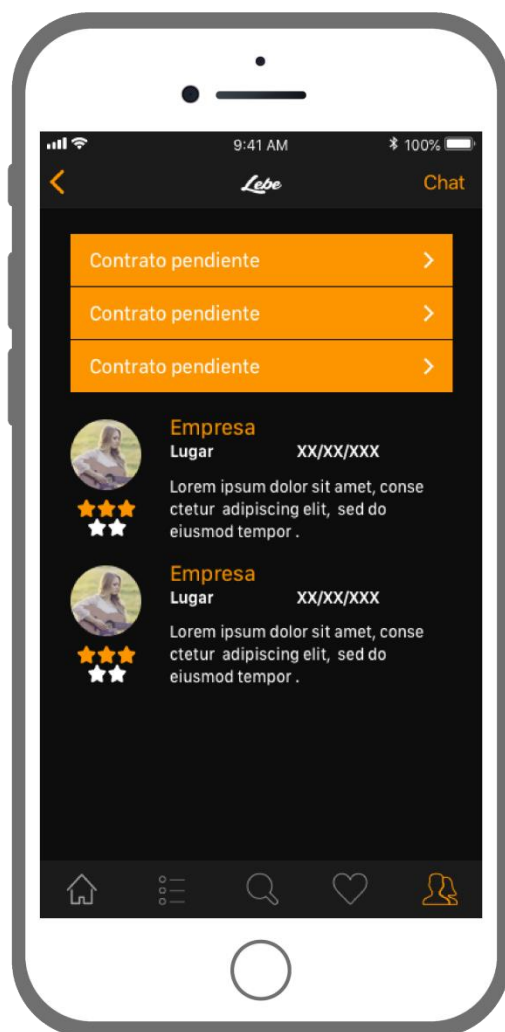 9:41 AM
100%
Lebe
Chat
Contrato pendiente
Contrato pendiente
Contrato pendiente
Empresa
Lugar XX/XX/XXX
Lorem ipsum dolor sit amet, conse
ctetur adipiscing elit, sed do
eiusmod tempor .
Empresa
Lugar XX/XX/XXX
Lorem ipsum dolor sit amet, conse
ctetur adipiscing elit, sed do
eiusmod tempor .